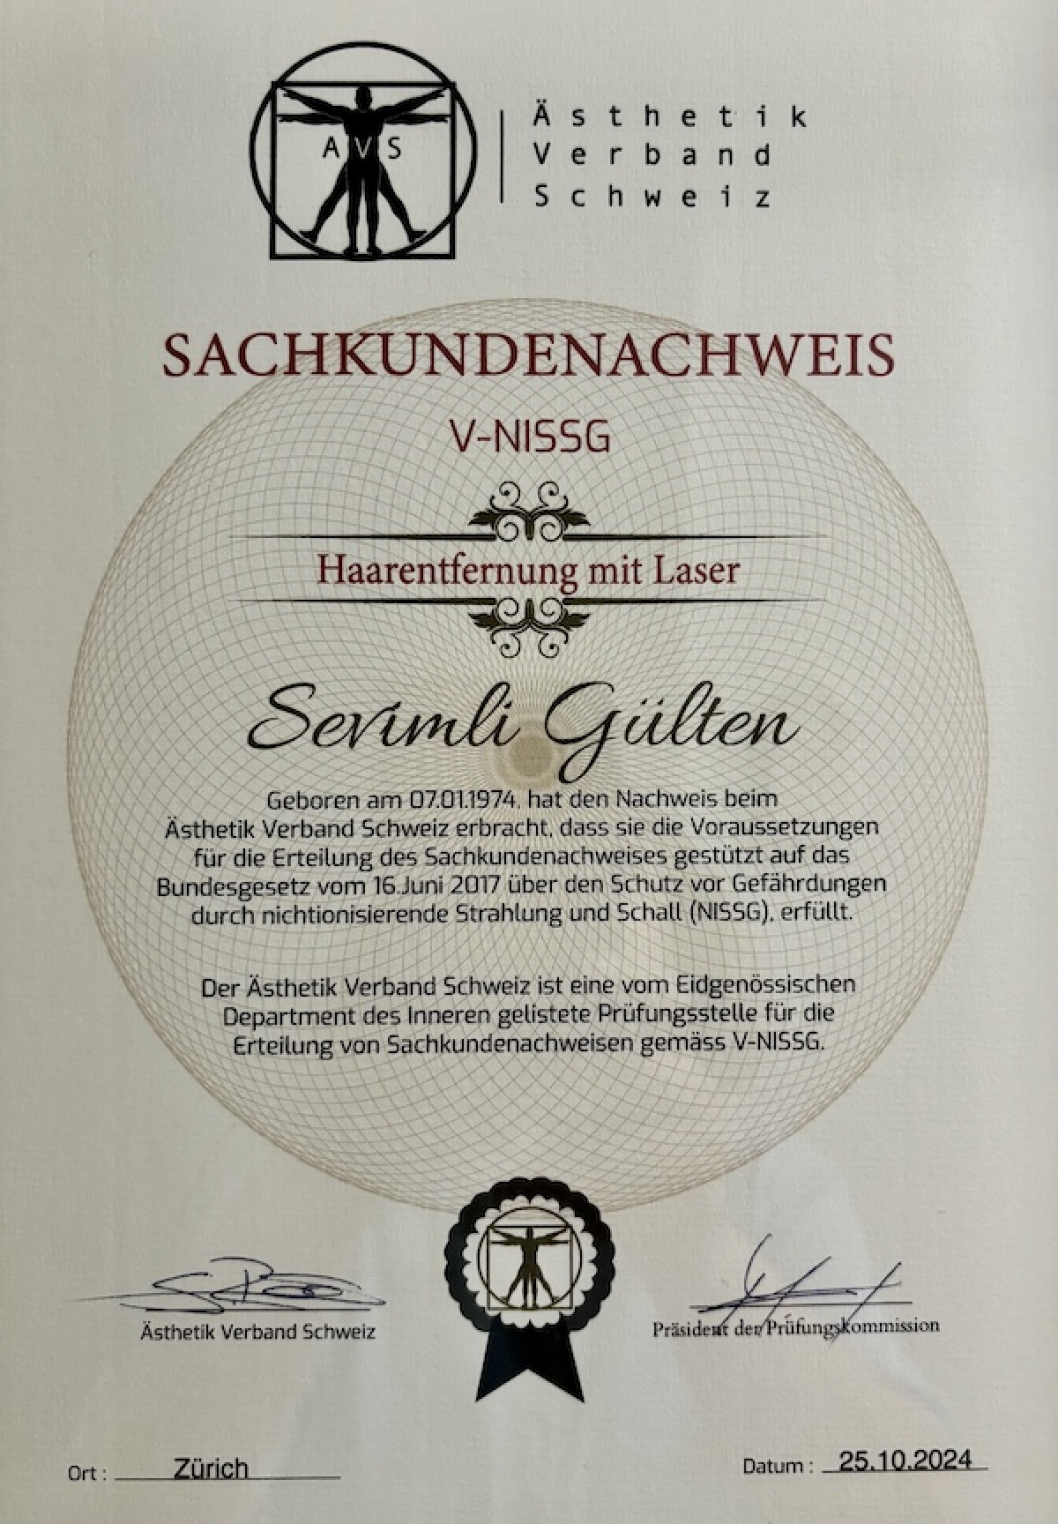 AVS
Ästhetik
Verband
Schweiz
SACHKUNDENACHWEIS
V-NISSG
Haarentfernung mit Laser
Sevimli Gülten
Geboren am 07.01.1974, hat den Nachweis beim
Ästhetik Verband Schweiz erbracht, dass sie die Voraussetzungen
für die Erteilung des Sachkundenachweises gestützt auf das
Bundesgesetz vom 16.Juni 2017 über den Schutz vor Gefährdungen
durch nichtionisierende Strahlung und Schall (NISSG), erfüllt.
Der Ästhetik Verband Schweiz ist eine vom Eidgenössischen
Department des Inneren gelistete Prüfungsstelle für die
Erteilung von Sachkundenachweisen gemäss V-NISSG.
Ästhetik Verband Schweiz
Präsident der Prüfungskommission
Ort : Zürich
Datum : 25.10.2024